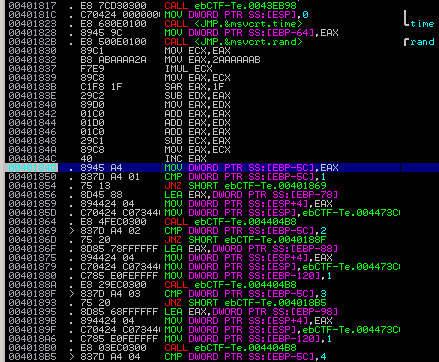 00401817 . E8 7CD30300 CALL ebCTF-Te.0043EB98
0040181C . C70424 0000000 MOV DWORD PTR SS:[ESP],0
00401823 . E8 680E0100 CALL <JMP.&msvcrt.time> time
00401828 . 8945 9C MOV DWORD PTR SS:[EBP-64],EAX
0040182B . E8 500E0100 CALL <JMP.&msvcrt.rand> rand
00401830 . 89C1 MOV ECX,EAX
00401832 . B8 ABAAAA2A MOV EAX,2AAAAAAB
00401837 . F7E9 IMUL ECX
00401839 . 89C8 MOV EAX,ECX
0040183B . C1F8 1F SAR EAX,1F
0040183E . 29C2 SUB EDX,EAX
00401840 . 89D0 MOV EAX,EDX
00401842 . 01C0 ADD EAX,EAX
00401844 . 01D0 ADD EAX,EDX
00401846 . 01C0 ADD EAX,EAX
00401848 . 29C1 SUB ECX,EAX
0040184A . 89C8 MOV EAX,ECX
0040184C . 40 INC EAX
. 8945 A4 MOV DWORD PTR SS:[EBP-5C],EAX
00401850 . 837D A4 01 CMP DWORD PTR SS:[EBP-5C],1
00401854 . 75 13 JNZ SHORT ebCTF-Te.00401869
00401856 . 8D45 88 LEA EAX,DWORD PTR SS:[EBP-78]
00401859 . 894424 04 MOV DWORD PTR SS:[ESP+4],EAX
0040185D . C70424 C073440 MOV DWORD PTR SS:[ESP],ebCTF-Te.004473C0
00401864 . E8 4FEC0300 CALL ebCTF-Te.004404B8
00401869 > 837D A4 02 CMP DWORD PTR SS:[EBP-5C],2
0040186D . 75 20 JNZ SHORT ebCTF-Te.0040188F
0040186F . 8D85 78FFFFFF LEA EAX,DWORD PTR SS:[EBP-88]
00401875 . 894424 04 MOV DWORD PTR SS:[ESP+4],EAX
00401879 . C70424 C073440 MOV DWORD PTR SS:[ESP],ebCTF-Te.004473C0
00401880 . C785 E0FEFFFF MOV DWORD PTR SS:[EBP-120],1
0040188A . E8 29EC0300 CALL ebCTF-Te.004404B8
0040188F > 837D A4 03 CMP DWORD PTR SS:[EBP-5C],3
00401893 . 75 20 JNZ SHORT ebCTF-Te.004018B5
00401895 . 8D85 68FFFFFF LEA EAX,DWORD PTR SS:[EBP-98]
0040189B . 894424 04 MOV DWORD PTR SS:[ESP+4],EAX
0040189F . C70424 C073440 MOV DWORD PTR SS:[ESP],ebCTF-Te.004473C0
004018A6 . C785 E0FEFFFF MOV DWORD PTR SS:[EBP-120],1
004018B0 . E8 03EC0300 CALL ebCTF-Te.004404B8
004018B5 > 837D A4 04 CMP DWORD PTR SS:[EBP-5C],4